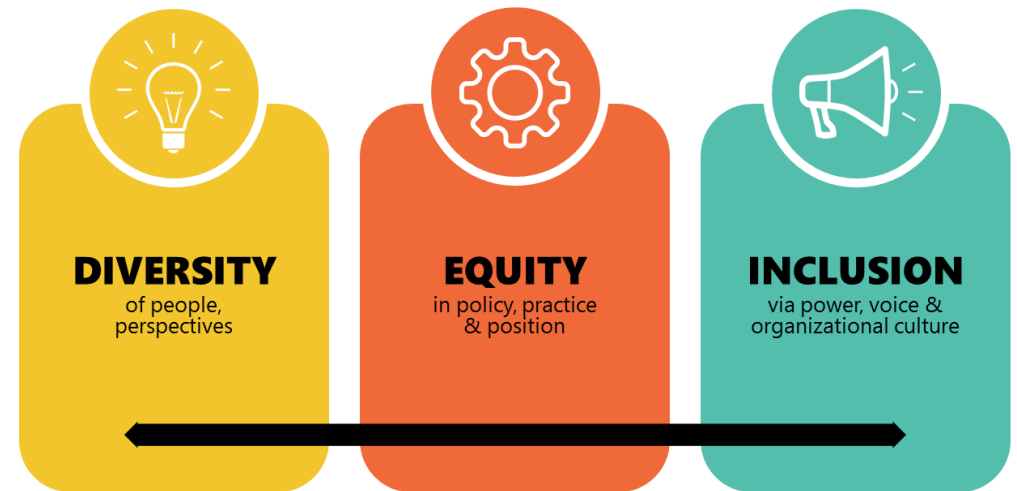 DIVERSITY
of people,
perspectives
EQUITY
in policy, practice
& position
INCLUSION
via power, voice &
organizational culture